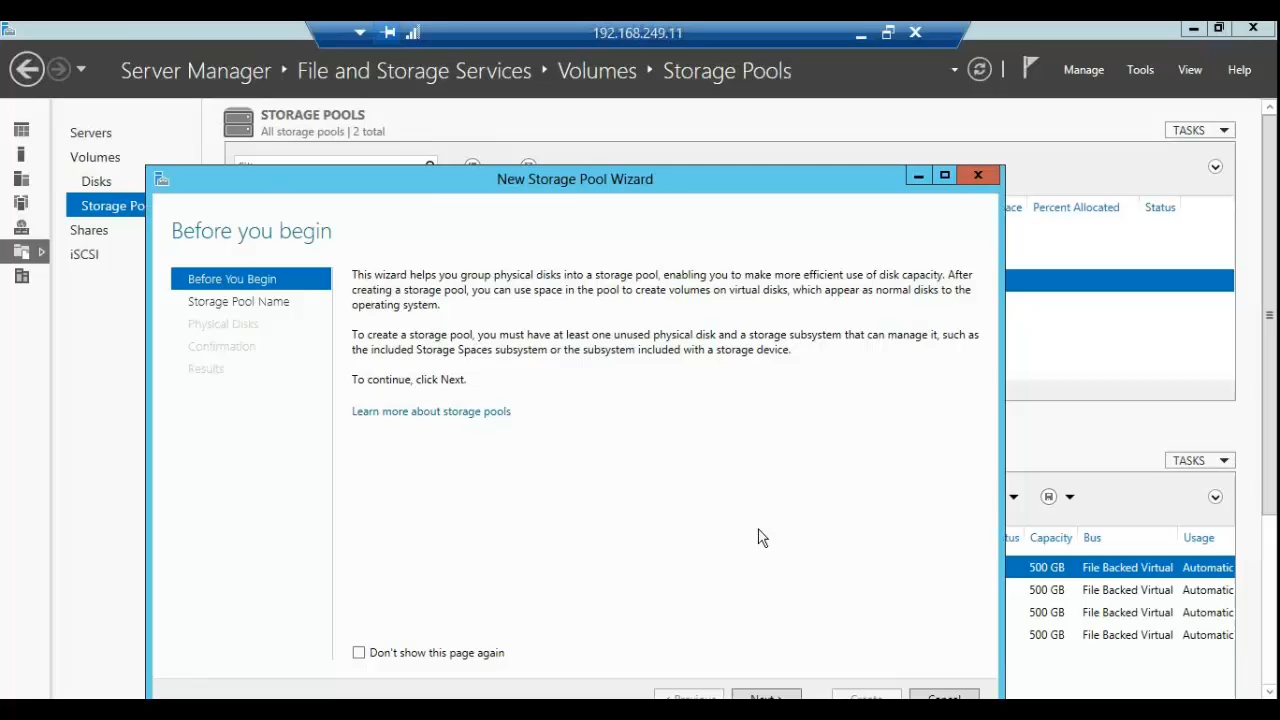 192.168.249.11
Server Manager ‣ File and Storage Services ‣ Volumes ‣ Storage Pools
Manage Tools View Help
Servers
Volumes
Disks
Storage Po
Shares
iSCSI
STORAGE POOLS
All storage pools | 2 total
TASKS
Percent Allocated Status
New Storage Pool Wizard
Before you begin
Before You Begin
Storage Pool Name
Physical Disks
Confirmation
Results
This wizard helps you group physical disks into a storage pool, enabling you to make more efficient use of disk capacity. After
creating a storage pool, you can use space in the pool to create volumes on virtual disks, which appear as normal disks to the
operating system.
To create a storage pool, you must have at least one unused physical disk and a storage subsystem that can manage it, such as
the included Storage Spaces subsystem or the subsystem included with a storage device.
To continue, click Next.
Learn more about storage pools
Don't show this page again
< Previous Next > Create Cancel
TASKS
Capacity Bus Usage
500 GB File Backed Virtual Automatic
500 GB File Backed Virtual Automatic
500 GB File Backed Virtual Automatic
500 GB File Backed Virtual Automatic